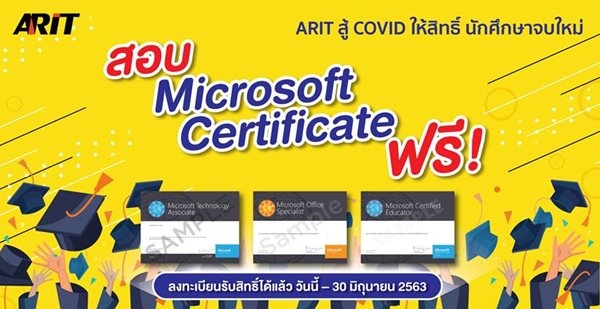 ARIT
ARIT สู้ COVID ให้สิทธิ์ นักศึกษาจบใหม่
สอบ
Microsoft
Certificate
ฟรี!
Microsoft Technology
Associate
SAMPLE
Microsoft
Microsoft Office
Specialist
Sample
Microsoft
Microsoft Certified
Educator
SAMPLE
Microsoft
ลงทะเบียนรับสิทธิ์ได้แล้ว วันนี้ – 30 มิถุนายน 2563